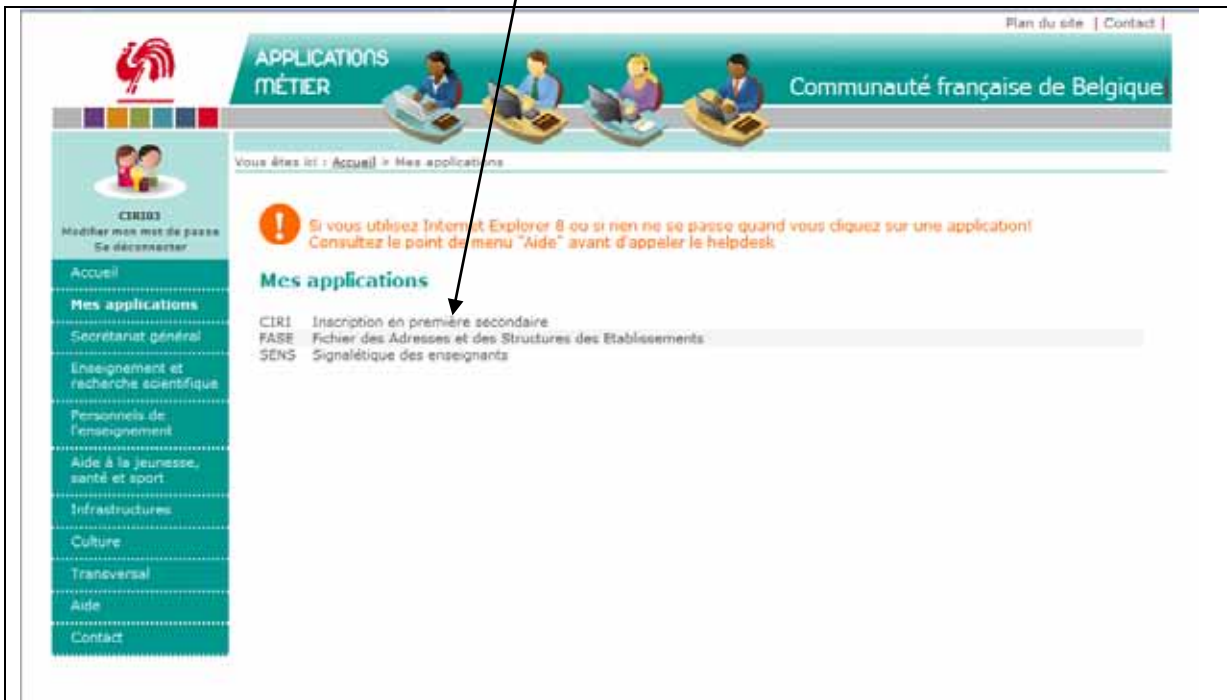 Plan du site | Contact |
APPLICATIONS
MÉTIER
Communauté française de Belgique
Vous êtes ici : Accueil > Mes applications
CIRI03
Modifier mon mot de passe
Se déconnecter
Accueil
Mes applications
Secrétariat général
Enseignement et
recherche scientifique
Personnels de
l'enseignement
Aide à la jeunesse,
santé et sport
Infrastructures
Culture
Transversal
Aide
Contact
Si vous utilisez Internet Explorer 8 ou si rien ne se passe quand vous cliquez sur une application!
Consultez le point de menu "Aide" avant d'appeler le helpdesk
Mes applications
CIRI Inscription en première secondaire
FASE Fichier des Adresses et des Structures des Etablissements
SENS Signalétique des enseignants